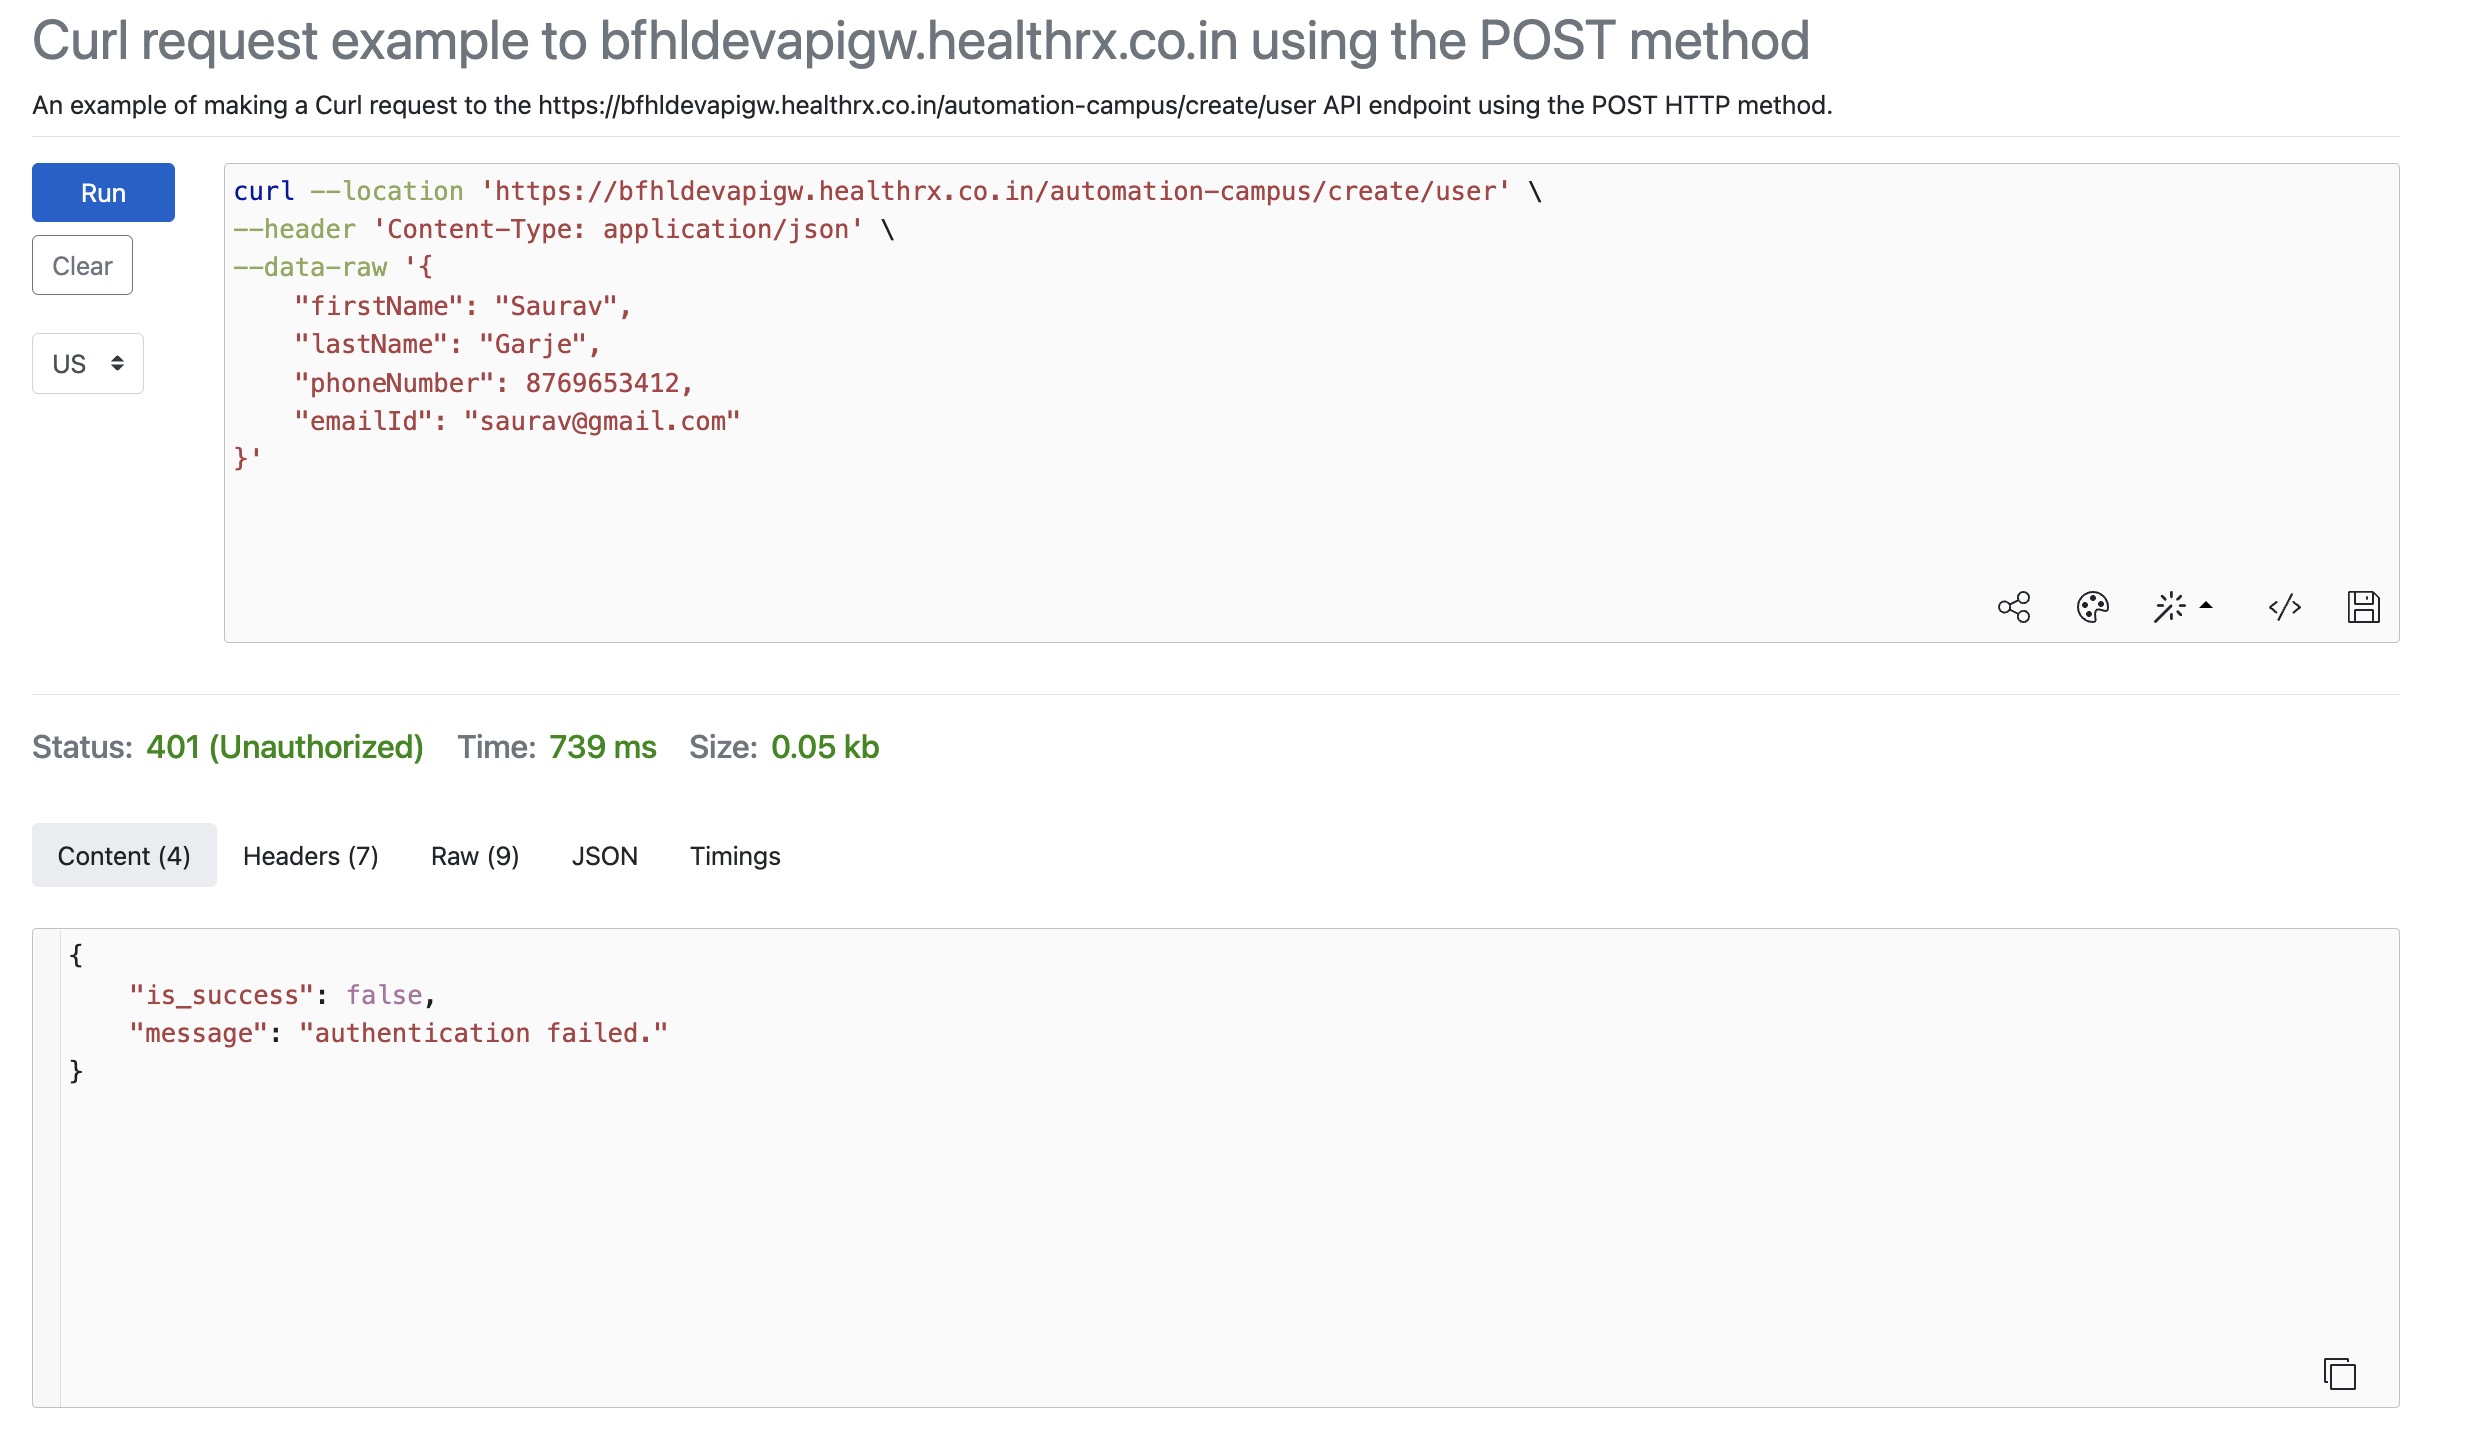 Curl request example to bfhldevapigw.healthrx.co.in using the POST method
An example of making a Curl request to the https://bfhldevapigw.healthrx.co.in/automation-campus/create/user API endpoint using the POST HTTP method.
Run
Clear
US
curl --location 'https://bfhldevapigw.healthrx.co.in/automation-campus/create/user' \
--header 'Content-Type: application/json' \
--data-raw '{
    "firstName": "Saurav",
    "lastName": "Garje",
    "phoneNumber": 8769653412,
    "emailId": "saurav@gmail.com"
}'
Status: 401 (Unauthorized) Time: 739 ms Size: 0.05 kb
Content (4) Headers (7) Raw (9) JSON Timings
{
    "is_success": false,
    "message": "authentication failed."
}